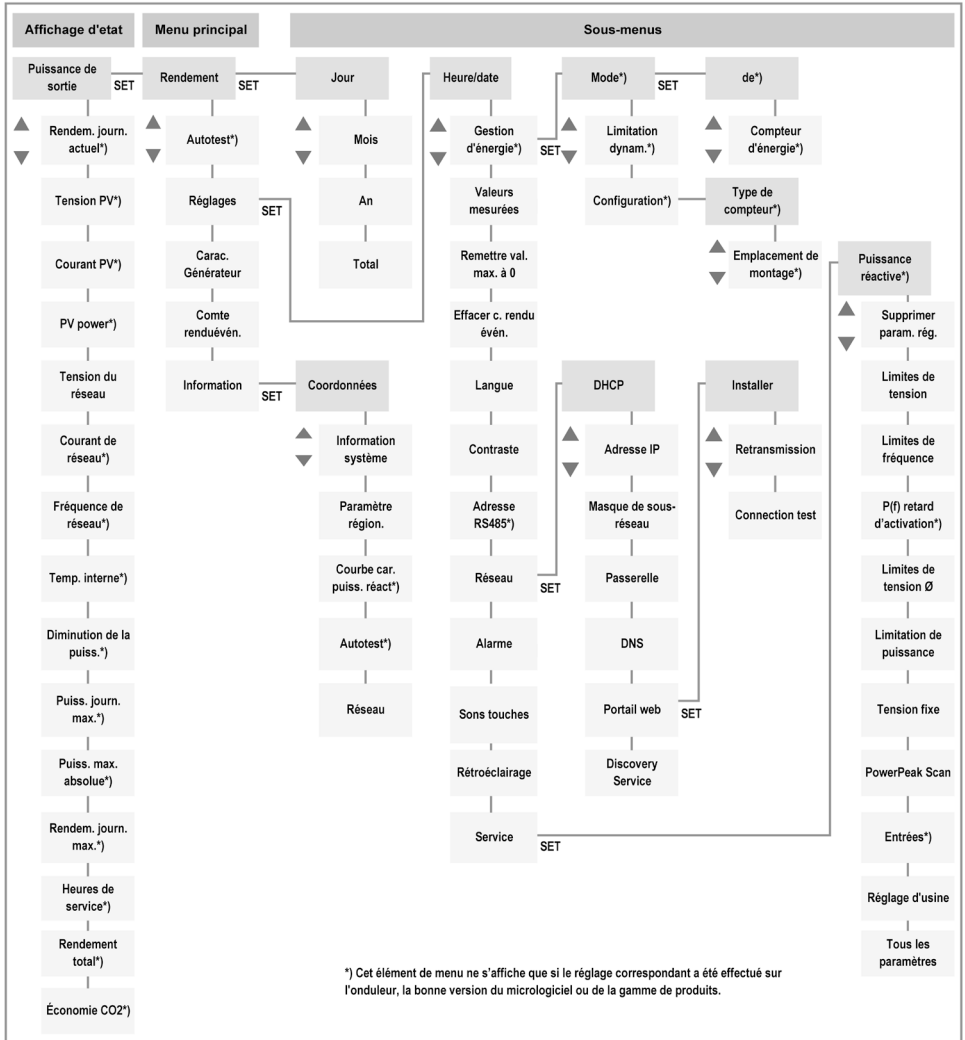 Affichage d'etat
Menu principal
Sous-menus
Puissance de
sortie
SET
Rendem. journ.
actuel*)
Tension PV*)
Courant PV*)
PV power*)
Tension du
réseau
Courant de
réseau*)
Fréquence de
réseau*)
Temp. interne*)
Diminution de la
puiss.*)
Puiss. journ.
max.*)
Puiss. max.
absolue*)
Rendem. journ.
max.*)
Heures de
service*)
Rendement
total*)
Économie CO2*)
Rendement
SET
Autotest*)
Réglages
SET
Carac.
Générateur
Comte
renduévén.
Information
SET
Jour
Mois
An
Total
Coordonnées
Information
système
Paramètre
région.
Courbe car.
puiss. réact*)
Autotest*)
Réseau
Heure/date
Gestion
d'énergie*)
SET
Valeurs
mesurées
Remettre val.
max. à 0
Effacer c. rendu
évén.
Langue
Contraste
Adresse
RS485*)
Réseau
SET
Alarme
Sons touches
Rétroéclairage
Service
SET
Mode*)
SET
Limitation
dynam.*)
Configuration*)
DHCP
Adresse IP
Masque de sous-
réseau
Passerelle
DNS
Portail web
SET
Discovery
Service
de*)
Compteur
d'énergie*)
Type de
compteur*)
Emplacement de
montage*)
Installer
Retransmission
Connection test
Puissance
réactive*)
Supprimer
param. rég.
Limites de
tension
Limites de
fréquence
P(f) retard
d'activation*)
Limites de
tension Ø
Limitation de
puissance
Tension fixe
PowerPeak Scan
Entrées*)
Réglage d'usine
Tous les
paramètres
*) Cet élément de menu ne s'affiche que si le réglage correspondant a été effectué sur
l'onduleur, la bonne version du micrologiciel ou de la gamme de produits.